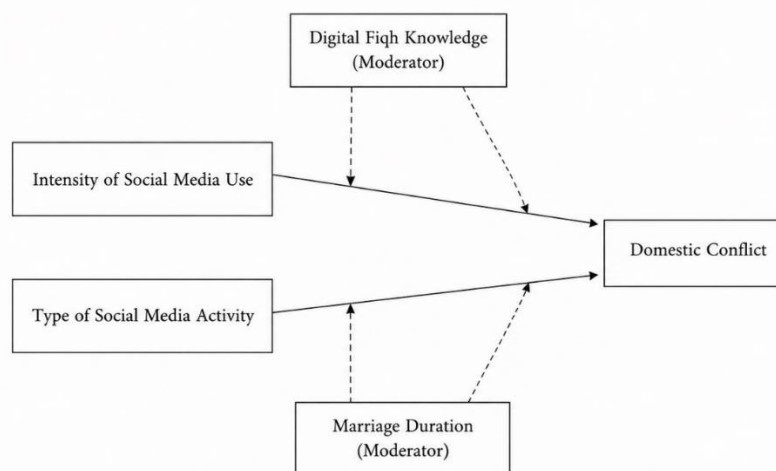 Digital Fiqh Knowledge
(Moderator)
Intensity of Social Media Use
Domestic Conflict
Type of Social Media Activity
Marriage Duration
(Moderator)